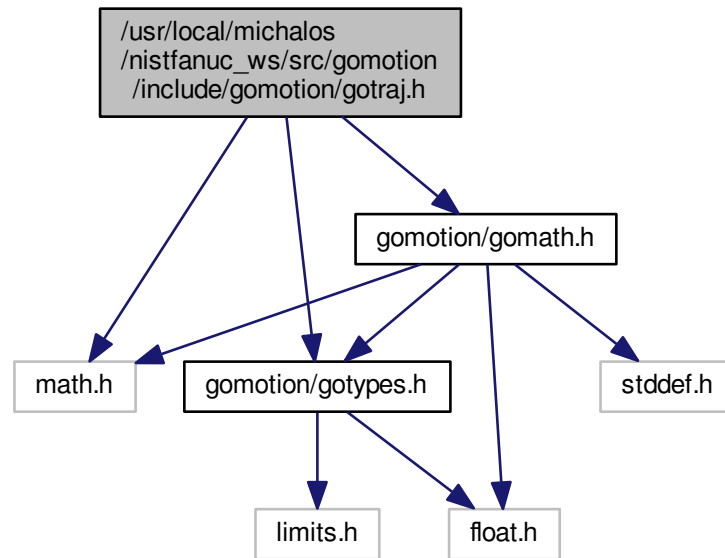 /usr/local/michalos
/nistfanuc_ws/src/gomotion
/include/gomotion/gotraj.h
gomotion/gomath.h
math.h
gomotion/gotypes.h
stddef.h
limits.h
float.h